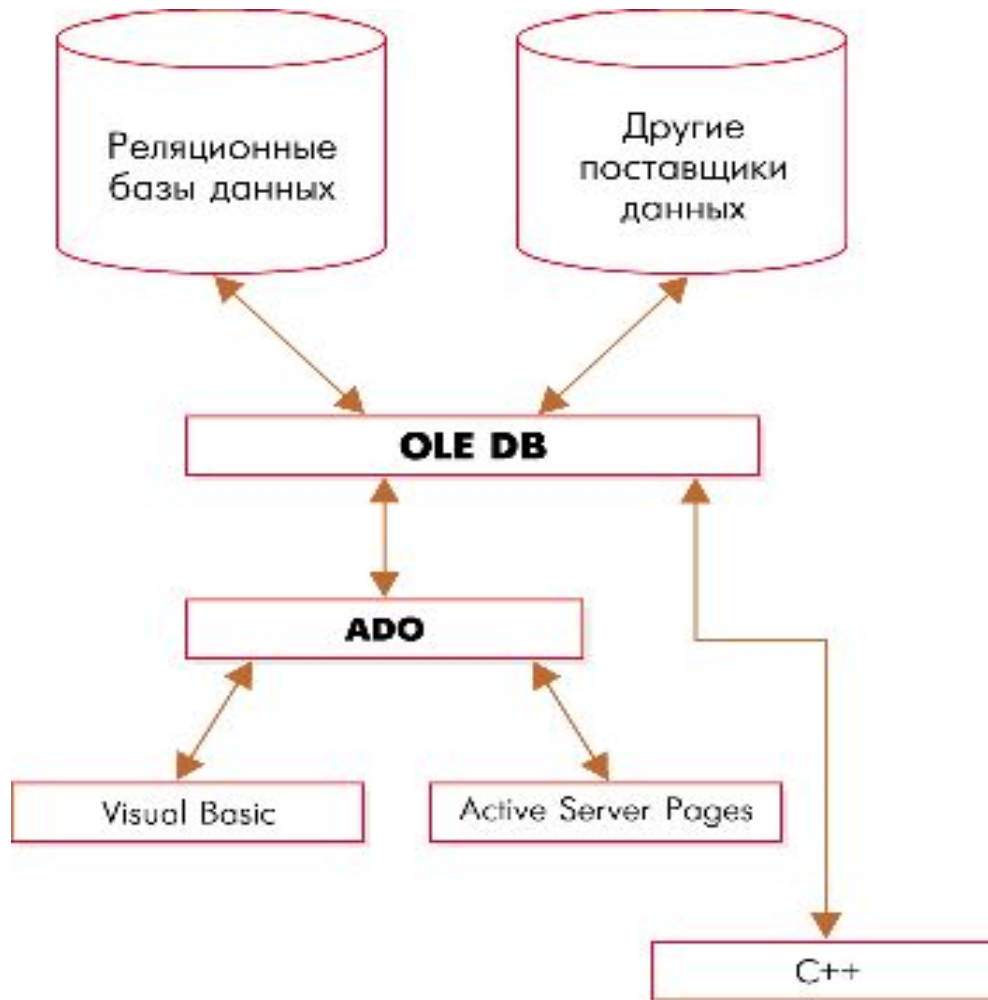 Реляционные
базы данных
Другие
поставщики
данных
OLE DB
ADO
Visual Basic
Active Server Pages
C++